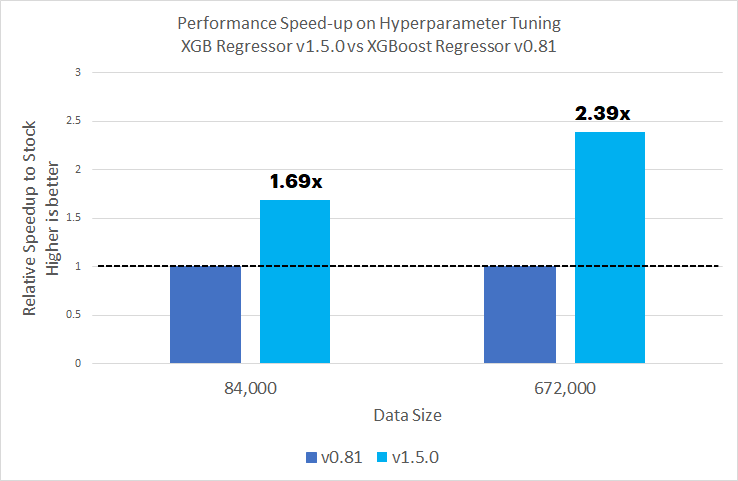 Performance Speed-up on Hyperparameter Tuning
XGB Regressor v1.5.0 vs XGBoost Regressor v0.81
Relative Speedup to Stock
Higher is better
3
2.5
2
1.5
1
0.5
0
1.69x
2.39x
84,000
672,000
Data Size
v0.81
v1.5.0